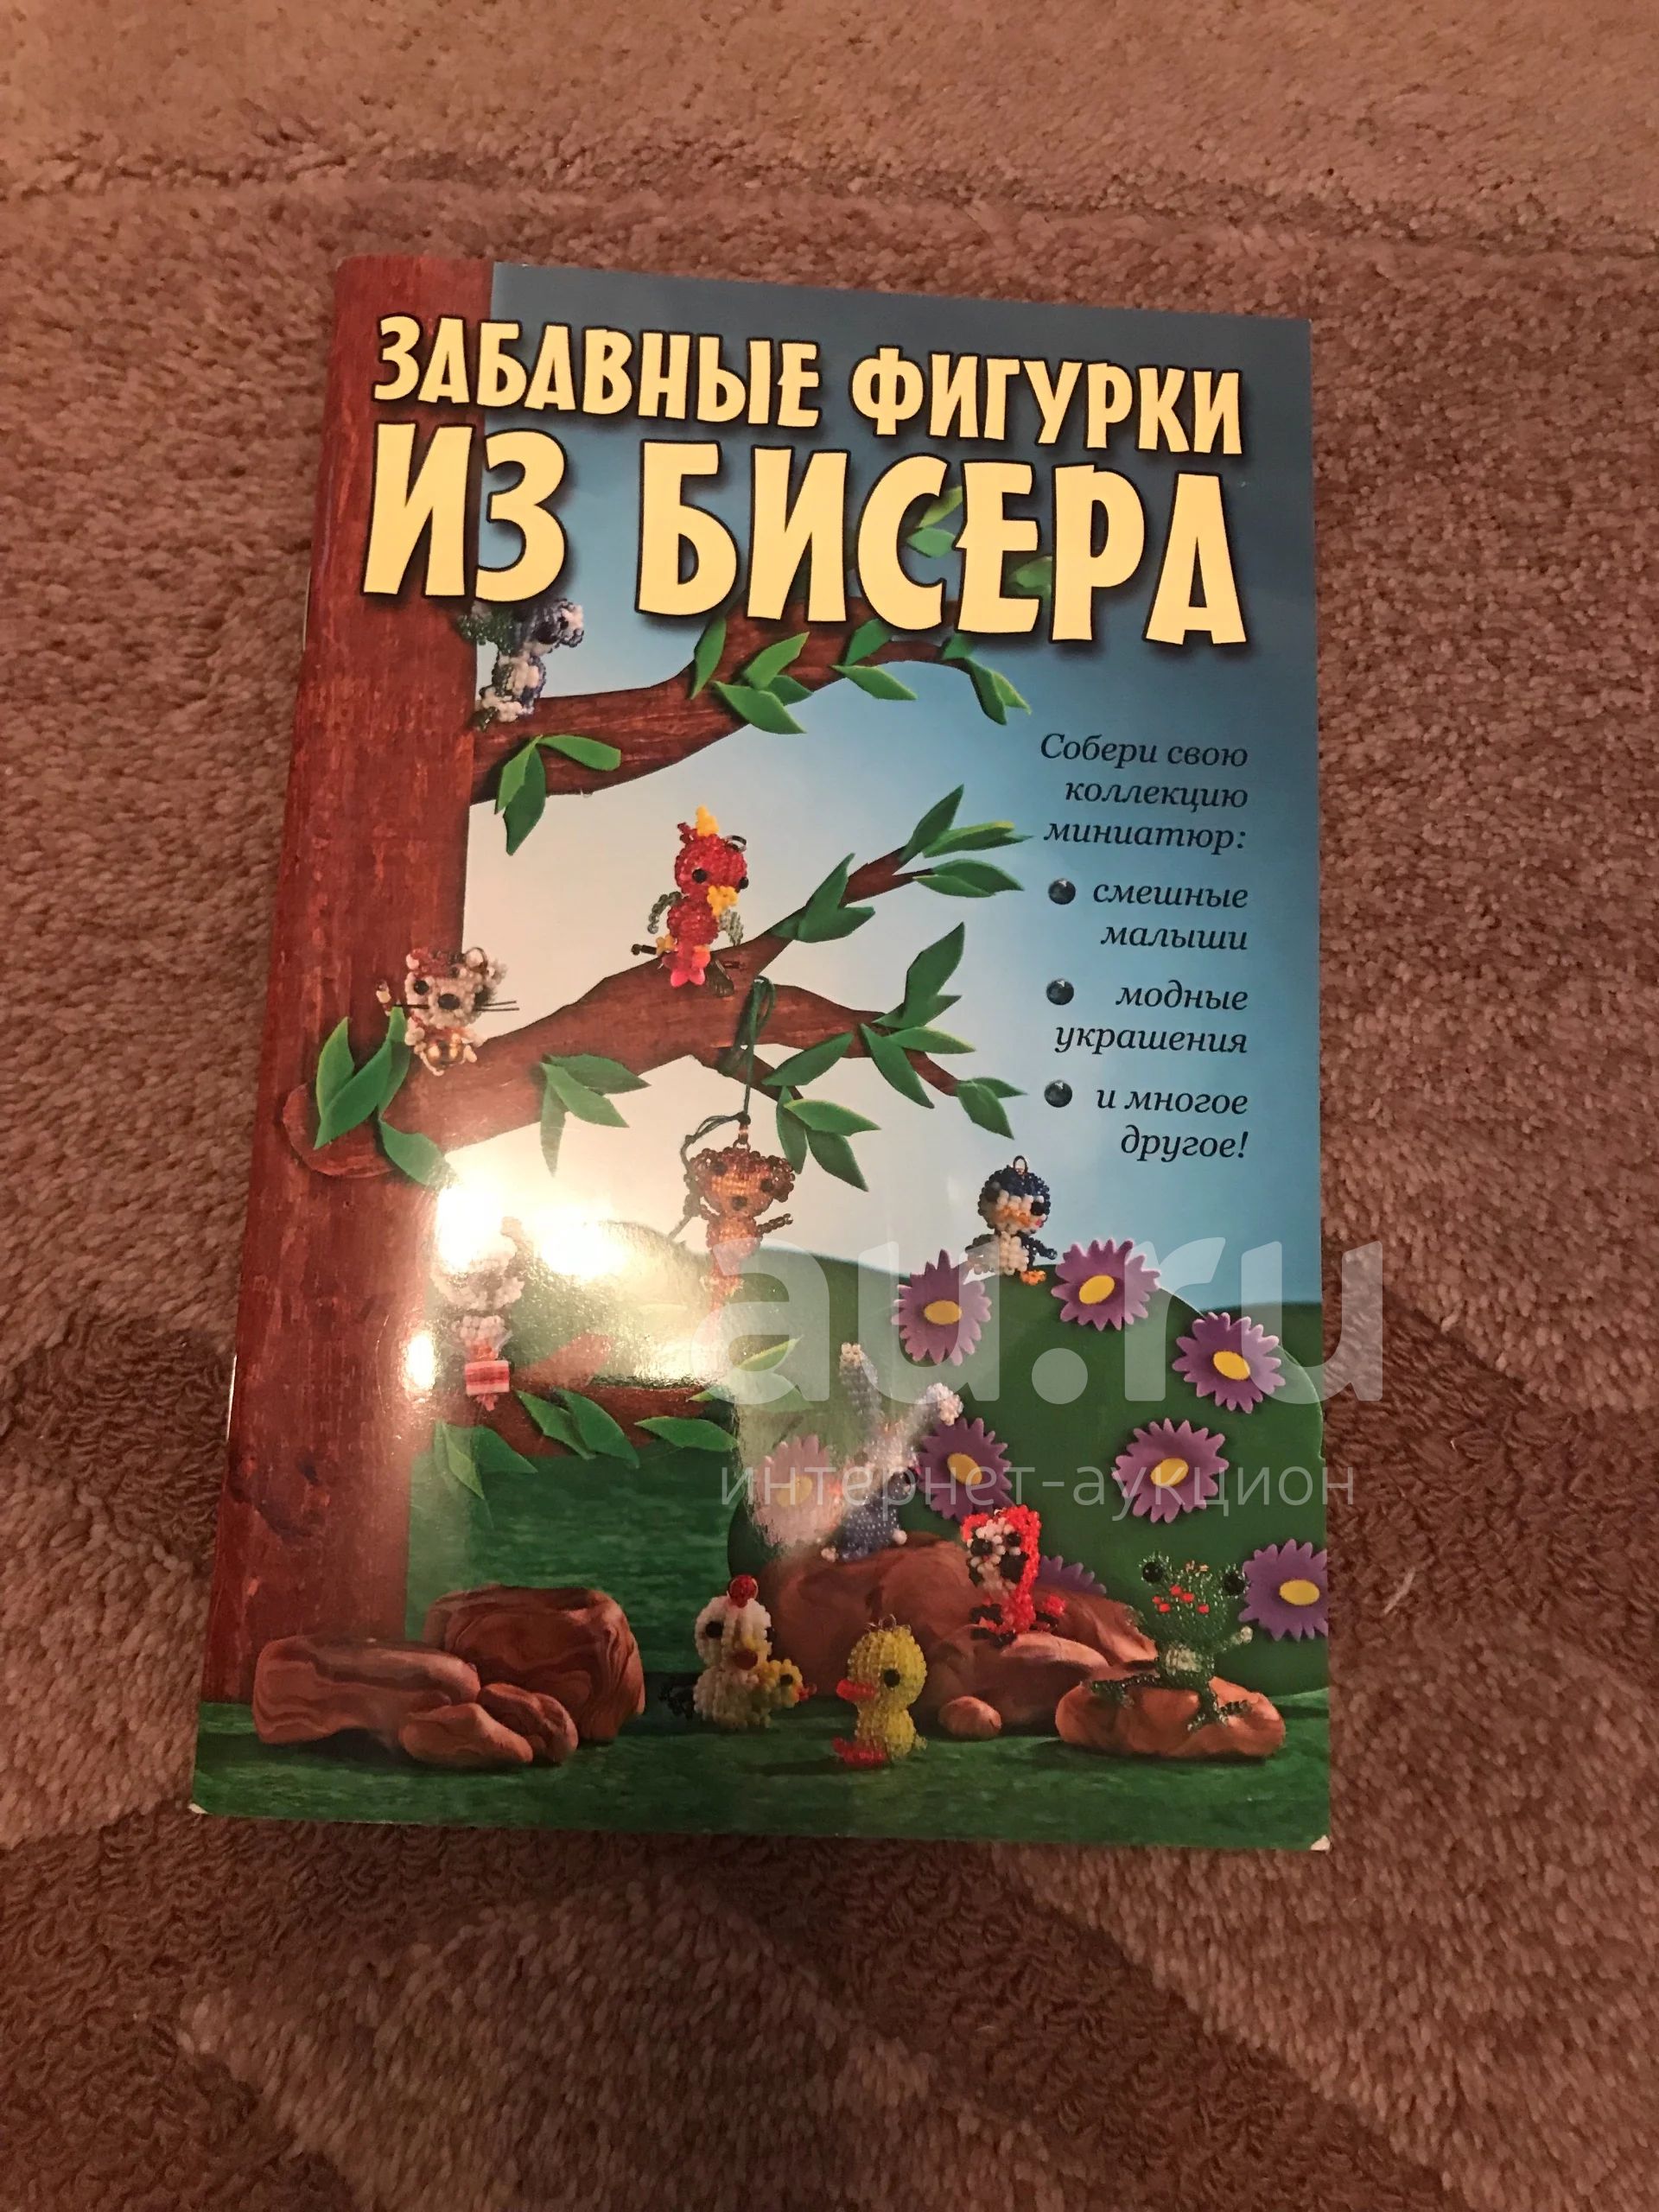 ЗАБАВНЫЕ ФИГУРКИ
ИЗ БИСЕРА
Собери свою
коллекцию
миниатюр:
смешные
малыши
модные
украшения
и многое
другое!
au.ru
интернет-аукцион